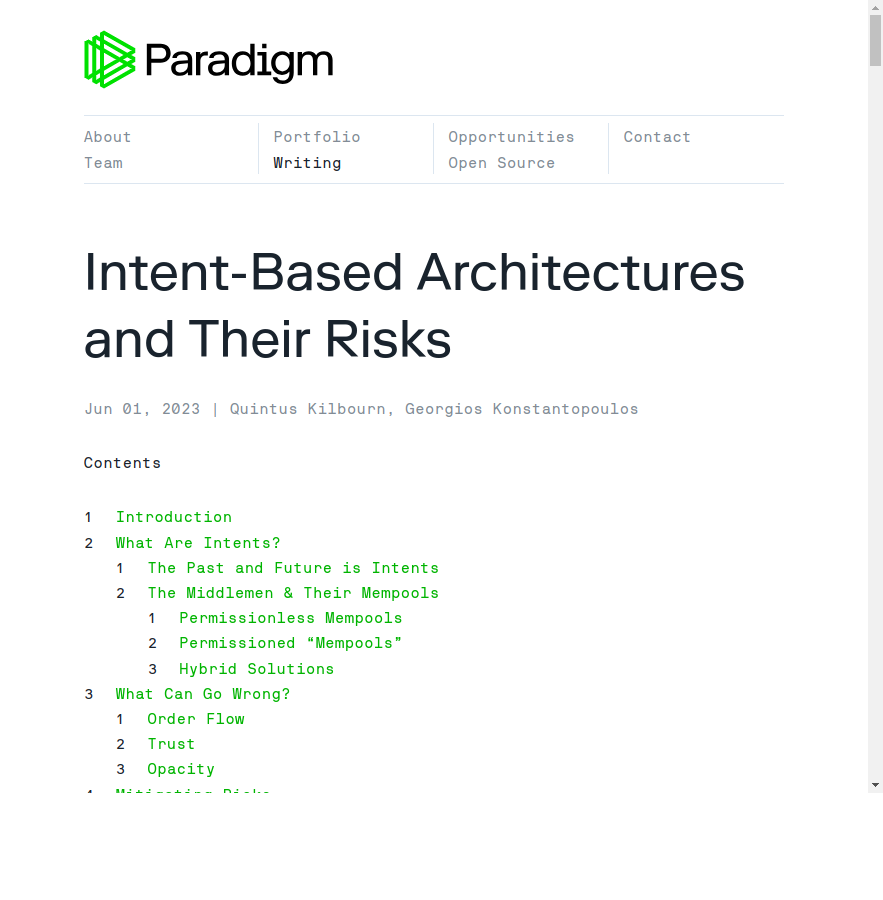 Paradigm
About
Team
Portfolio
Writing
Opportunities
Open Source
Contact
Intent-Based Architectures
and Their Risks
Jun 01, 2023 | Quintus Kilbourn, Georgios Konstantopoulos
Contents
1 Introduction
2 What Are Intents?
1 The Past and Future is Intents
2 The Middlemen & Their Mempools
1 Permissionless Mempools
2 Permissioned “Mempools”
3 Hybrid Solutions
3 What Can Go Wrong?
1 Order Flow
2 Trust
3 Opacity
4 Mitigating Risks